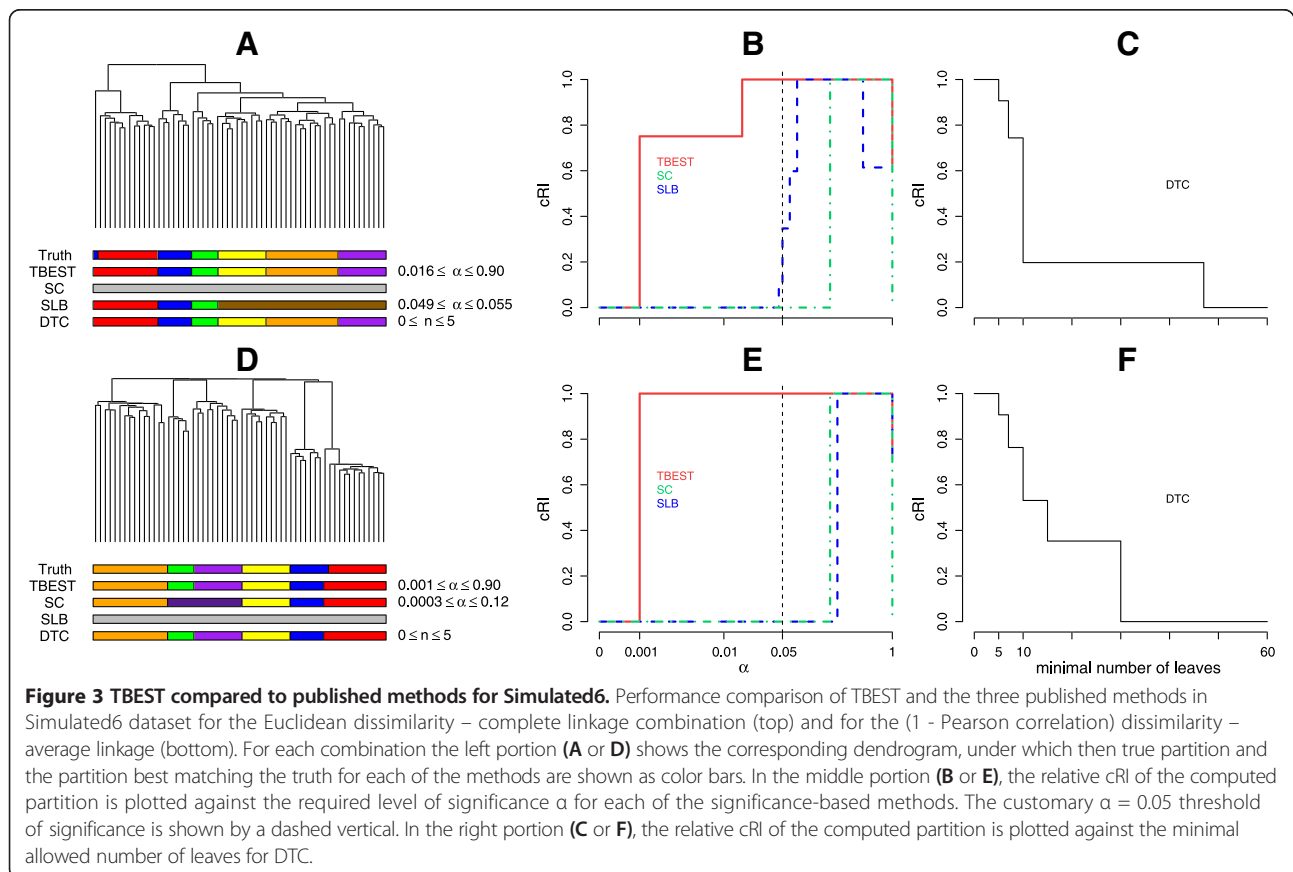 A
B
C
1.0
0.8
0.6
0.4
0.2
0.0
cRI
TBEST
SC
SLB
1.0
0.8
0.6
0.4
0.2
0.0
cRI
DTC
Truth
TBEST 0.016 ≤ α ≤ 0.90
SC
SLB 0.049 ≤ α ≤ 0.055
DTC 0 ≤ n ≤ 5
D
E
F
1.0
0.8
0.6
0.4
0.2
0.0
cRI
TBEST
SC
SLB
0 0.001 0.01 0.05 1
α
1.0
0.8
0.6
0.4
0.2
0.0
cRI
DTC
0 5 10 60
minimal number of leaves
Truth
TBEST 0.001 ≤ α ≤ 0.90
SC 0.0003 ≤ α ≤ 0.12
SLB
DTC 0 ≤ n ≤ 5
Figure 3 TBEST compared to published methods for Simulated6. Performance comparison of TBEST and the three published methods in
Simulated6 dataset for the Euclidean dissimilarity – complete linkage combination (top) and for the (1 - Pearson correlation) dissimilarity –
average linkage (bottom). For each combination the left portion (A or D) shows the corresponding dendrogram, under which then true partition and
the partition best matching the truth for each of the methods are shown as color bars. In the middle portion (B or E), the relative cRI of the computed
partition is plotted against the required level of significance α for each of the significance-based methods. The customary α = 0.05 threshold
of significance is shown by a dashed vertical. In the right portion (C or F), the relative cRI of the computed partition is plotted against the minimal
allowed number of leaves for DTC.